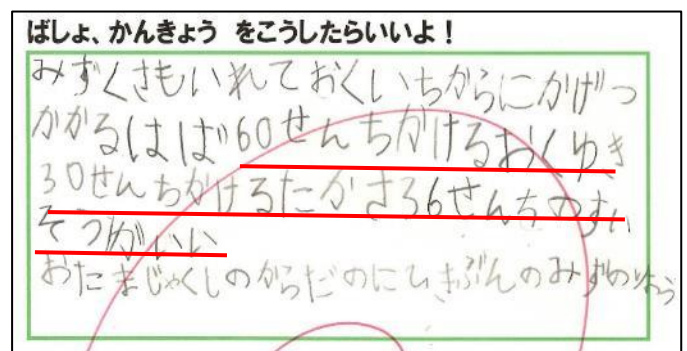 ばしょ、かんきょう をこうしたらいいよ！
みずくさもいれておくいちからにかげつ
かかるはば60せんちかけるおくゆき
30せんちかけるたかさ36せんちのすい
そうがいい
おたまじゃくしのからだのにひきぶんのみずのりょう